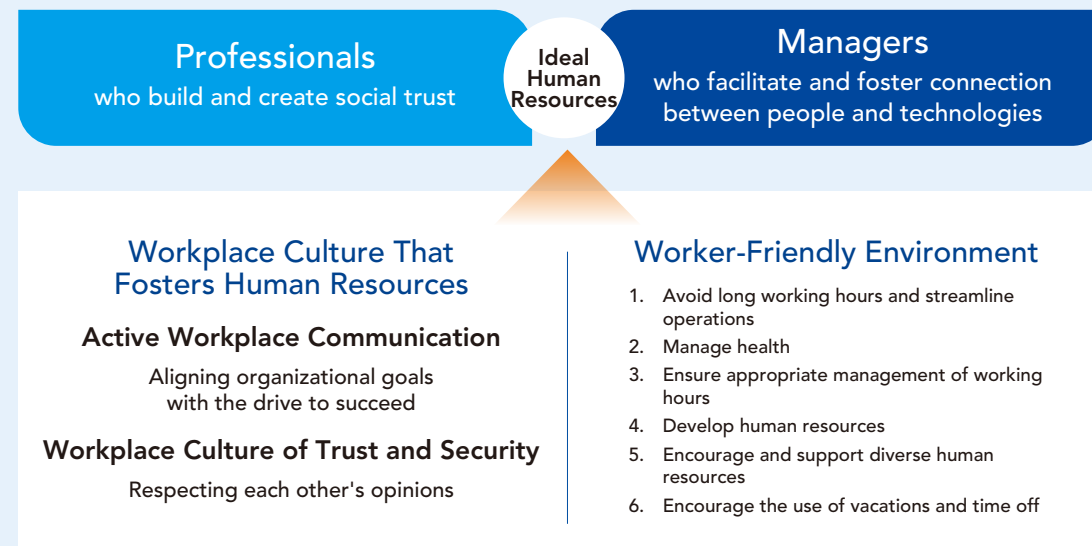 Professionals
who build and create social trust
Ideal
Human
Resources
Managers
who facilitate and foster connection
between people and technologies
Workplace Culture That
Fosters Human Resources
Active Workplace Communication
Aligning organizational goals
with the drive to succeed
Workplace Culture of Trust and Security
Respecting each other's opinions
Worker-Friendly Environment
1. Avoid long working hours and streamline
operations
2. Manage health
3. Ensure appropriate management of working
hours
4. Develop human resources
5. Encourage and support diverse human
resources
6. Encourage the use of vacations and time off